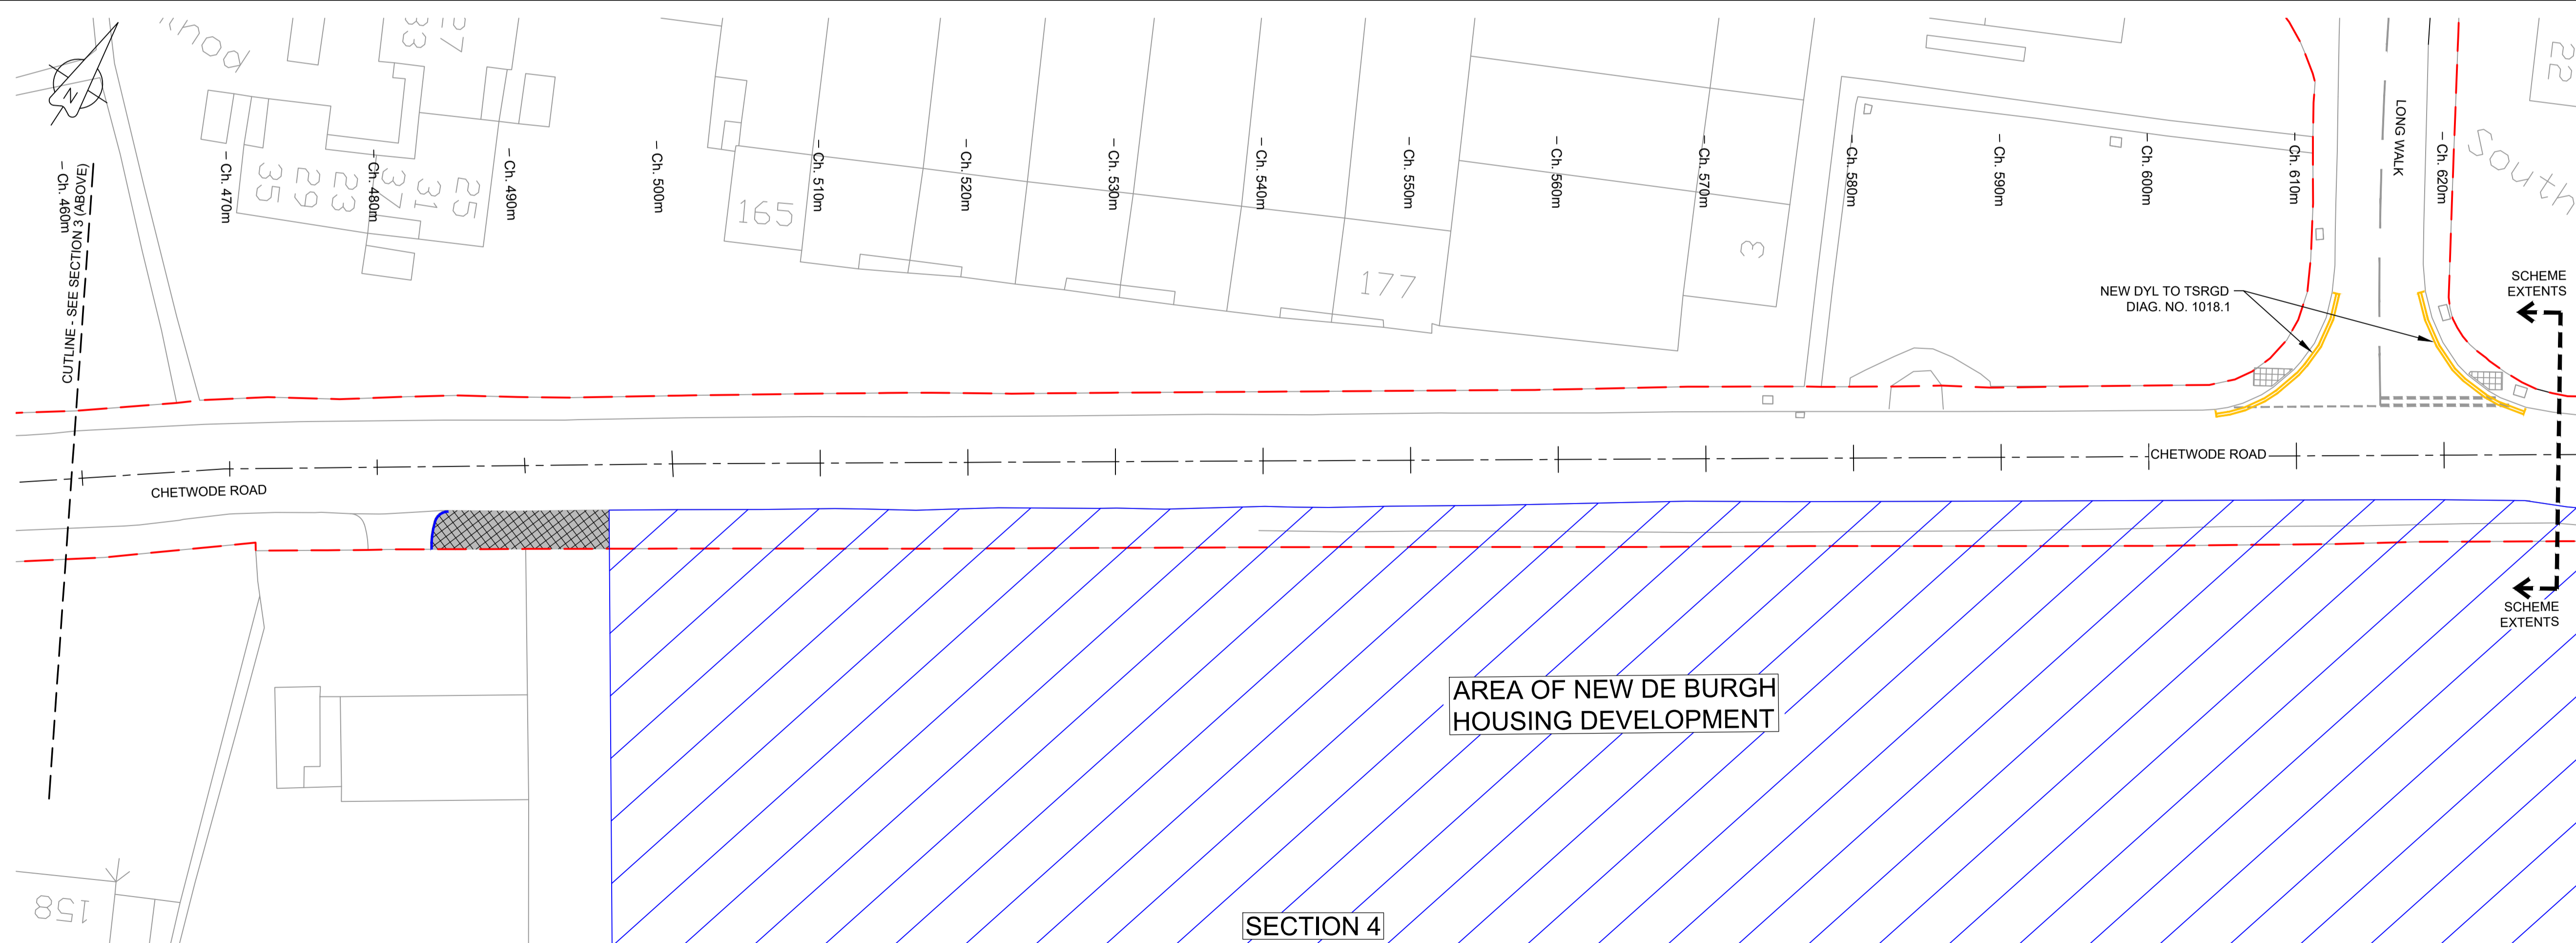 N
33
27
22
35
29
23
37
31
25
165
177
3
158
South
CUTLINE - SEE SECTION 3 (ABOVE)
– Ch. 460m
– Ch. 470m
– Ch. 480m
– Ch. 490m
– Ch. 500m
– Ch. 510m
– Ch. 520m
– Ch. 530m
– Ch. 540m
– Ch. 550m
– Ch. 560m
– Ch. 570m
– Ch. 580m
– Ch. 590m
– Ch. 600m
– Ch. 610m
– Ch. 620m
LONG WALK
NEW DYL TO TSRGD
DIAG. NO. 1018.1
SCHEME
EXTENTS
CHETWODE ROAD
CHETWODE ROAD
SCHEME
EXTENTS
AREA OF NEW DE BURGH
HOUSING DEVELOPMENT
SECTION 4